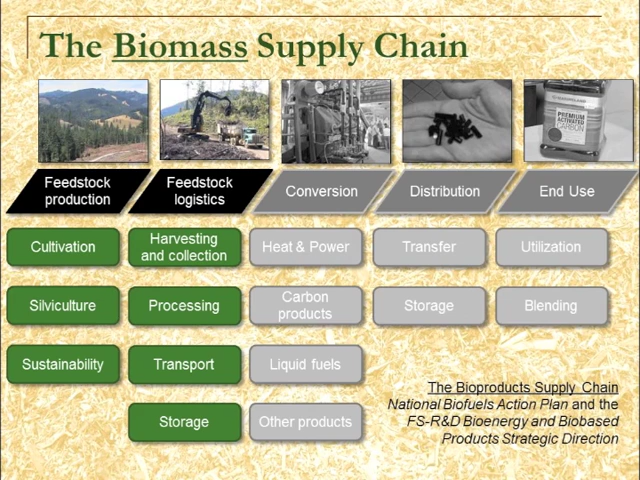 The Biomass Supply Chain
PREMIUM
ACTIVATED
CARBON
Feedstock
production
Feedstock
logistics
Conversion
Distribution
End Use
Cultivation
Harvesting
and collection
Heat & Power
Transfer
Utilization
Silviculture
Processing
Carbon
products
Storage
Blending
Sustainability
Transport
Liquid fuels
Storage
Other products
The Bioproducts Supply Chain
National Biofuels Action Plan and the
FS-R&D Bioenergy and Biobased
Products Strategic Direction